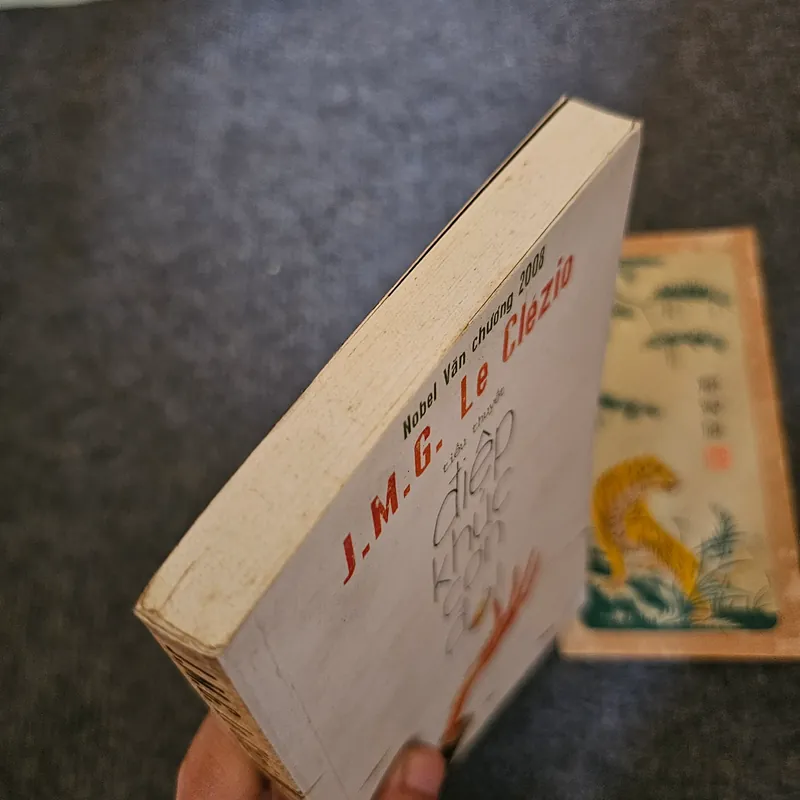 Nobel Văn chương 2008
J.M.G. Le Clézio
tiểu thuyết
điệp
khúc
cơn
đói